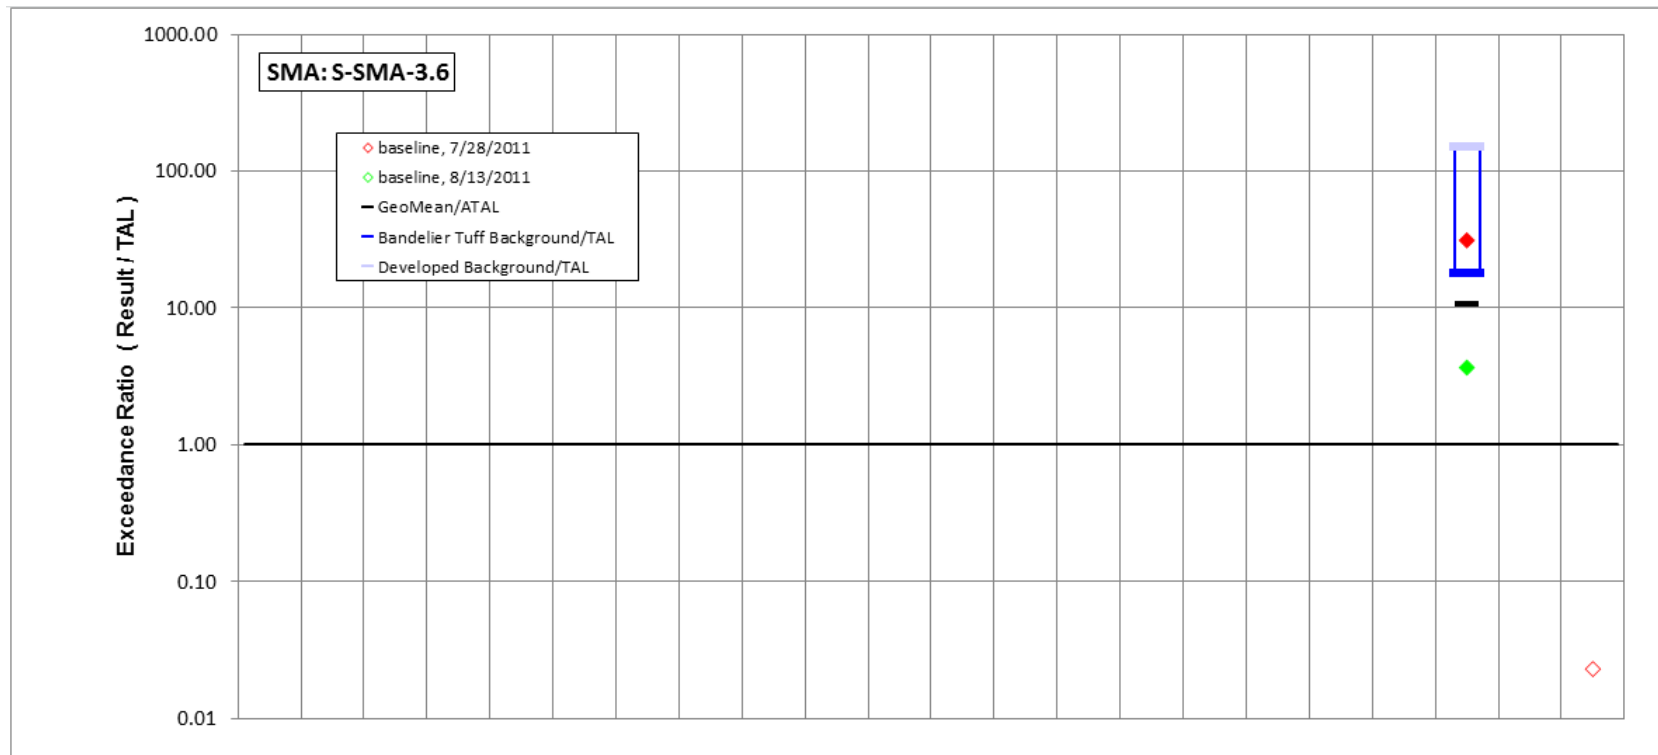 1000.00
SMA: S-SMA-3.6
baseline, 7/28/2011
baseline, 8/13/2011
GeoMean/ATAL
Bandelier Tuff Background/TAL
Developed Background/TAL
100.00
10.00
1.00
0.10
0.01
Exceedance Ratio ( Result / TAL )